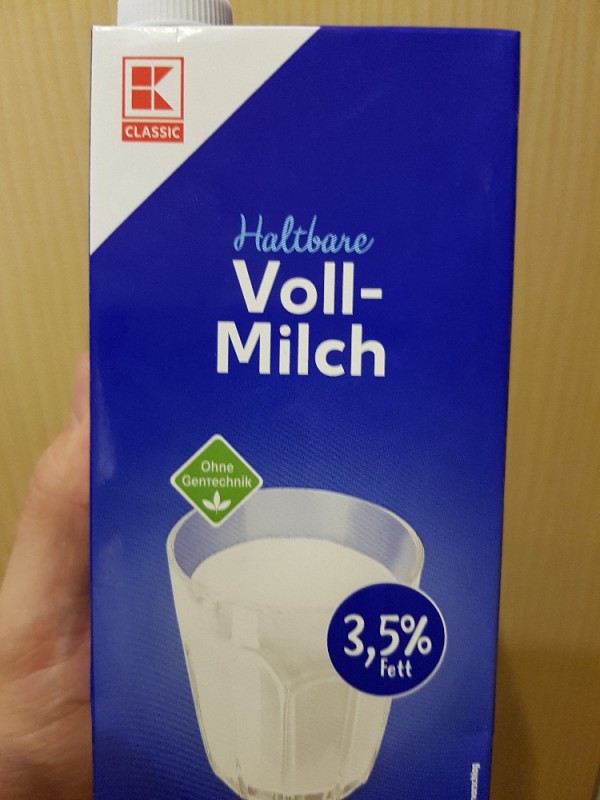 K
CLASSIC
Haltbare
Voll-
Milch
Ohne
Gentechnik
3,5%
Fett